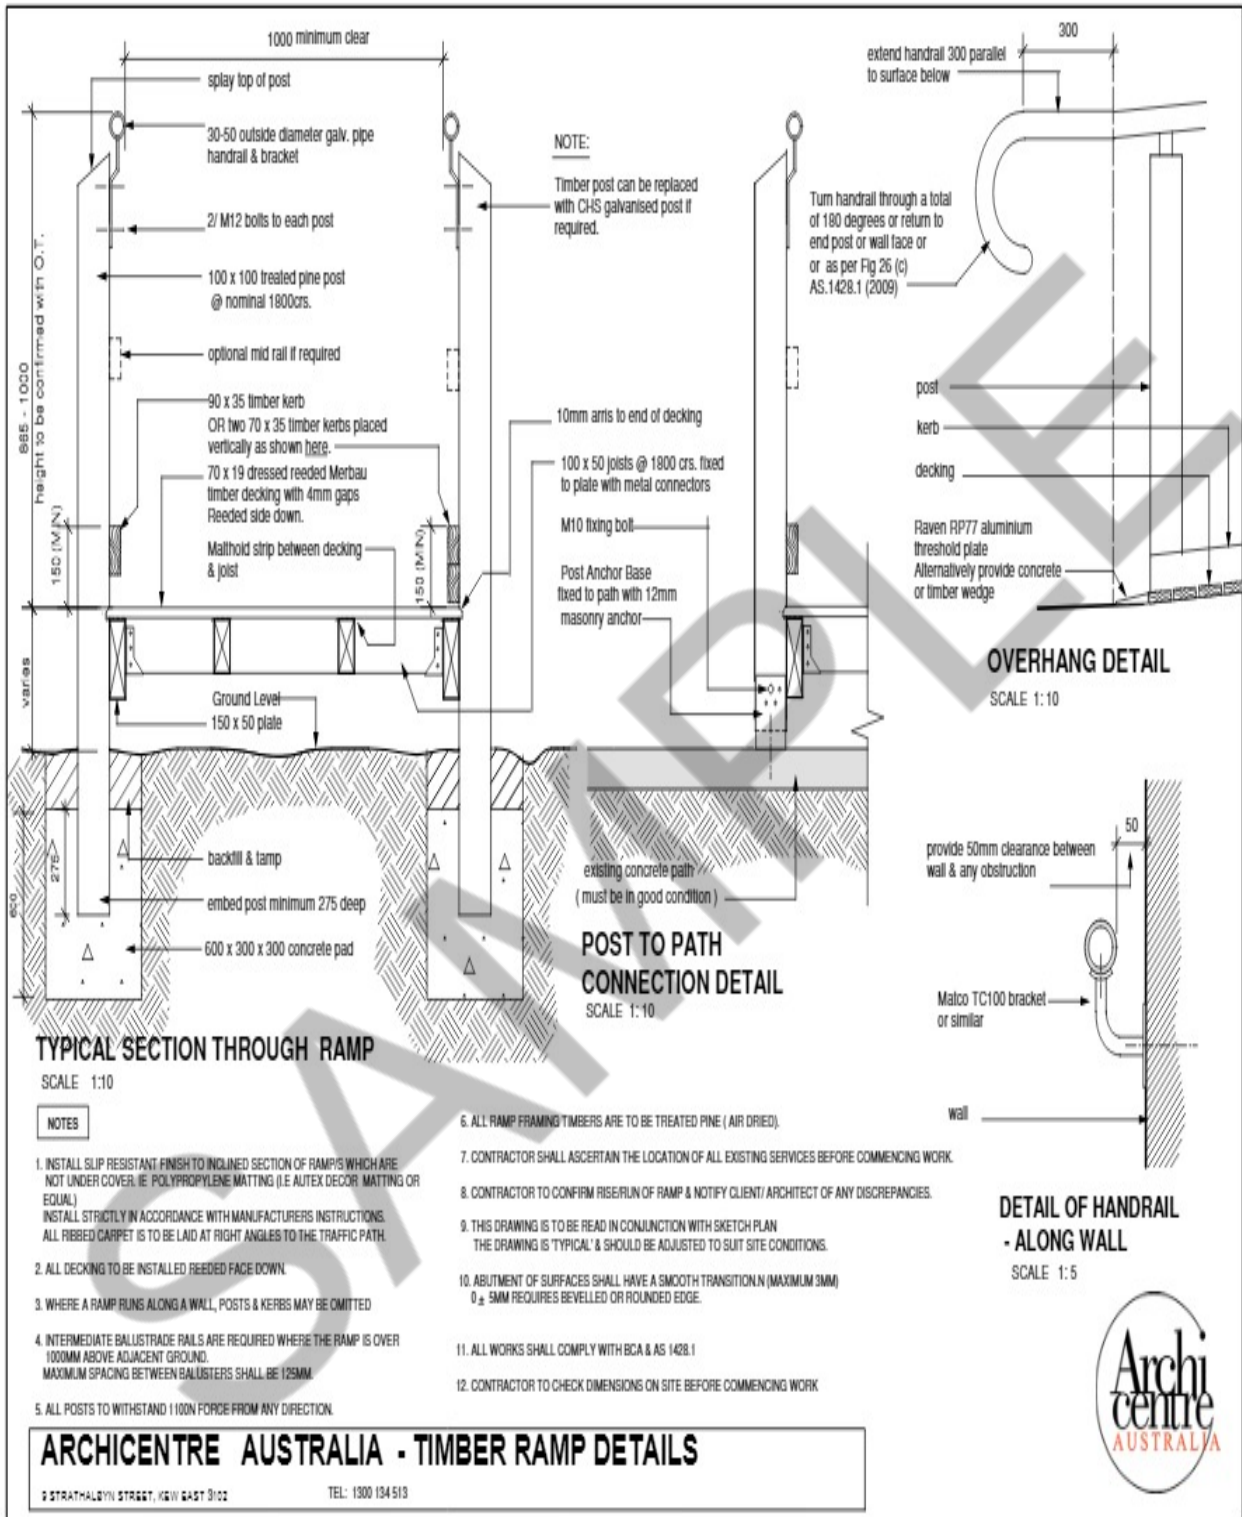 1000 minimum clear
splay top of post
30-50 outside diameter galv. pipe
handrail & bracket
2/ M12 bolts to each post
100 x 100 treated pine post
@ nominal 1800crs.
optional mid rail if required
90 x 35 timber kerb
OR two 70 x 35 timber kerbs placed
vertically as shown here.
70 x 19 dressed reeded Merbau
timber decking with 4mm gaps
Reeded side down.
Malthoid strip between decking
& joist
865 - 1000
height to be confirmed with O.T.
150 (MIN)
150 (MIN)
varies
Ground Level
150 x 50 plate
backfill & tamp
275
embed post minimum 275 deep
600 x 300 x 300 concrete pad
TYPICAL SECTION THROUGH RAMP
SCALE 1:10
NOTE:
Timber post can be replaced
with CHS galvanised post if
required.
10mm arris to end of decking
100 x 50 joists @ 1800 crs. fixed
to plate with metal connectors
M10 fixing bolt
Post Anchor Base
fixed to path with 12mm
masonry anchor
existing concrete path
( must be in good condition )
POST TO PATH
CONNECTION DETAIL
SCALE 1:10
300
extend handrail 300 parallel
to surface below
Turn handrail through a total
of 180 degrees or return to
end post or wall face or
or as per Fig 26 (c)
AS.1428.1 (2009)
post
kerb
decking
Raven RP77 aluminium
threshold plate
Alternatively provide concrete
or timber wedge
OVERHANG DETAIL
SCALE 1:10
50
provide 50mm clearance between
wall & any obstruction
Matco TC100 bracket
or similar
wall
DETAIL OF HANDRAIL
- ALONG WALL
SCALE 1:5
NOTES
1. INSTALL SLIP RESISTANT FINISH TO INCLINED SECTION OF RAMP/S WHICH ARE
NOT UNDER COVER. IE POLYPROPYLENE MATTING (I.E AUTEX DECOR MATTING OR
EQUAL)
INSTALL STRICTLY IN ACCORDANCE WITH MANUFACTURERS INSTRUCTIONS.
ALL RIBBED CARPET IS TO BE LAID AT RIGHT ANGLES TO THE TRAFFIC PATH.
2. ALL DECKING TO BE INSTALLED REEDED FACE DOWN.
3. WHERE A RAMP RUNS ALONG A WALL, POSTS & KERBS MAY BE OMITTED
4. INTERMEDIATE BALUSTRADE RAILS ARE REQUIRED WHERE THE RAMP IS OVER
1000MM ABOVE ADJACENT GROUND.
MAXIMUM SPACING BETWEEN BALUSTERS SHALL BE 125MM.
5. ALL POSTS TO WITHSTAND 1100N FORCE FROM ANY DIRECTION.
6. ALL RAMP FRAMING TIMBERS ARE TO BE TREATED PINE ( AIR DRIED).
7. CONTRACTOR SHALL ASCERTAIN THE LOCATION OF ALL EXISTING SERVICES BEFORE COMMENCING WORK.
8. CONTRACTOR TO CONFIRM RISE/RUN OF RAMP & NOTIFY CLIENT/ ARCHITECT OF ANY DISCREPANCIES.
9. THIS DRAWING IS TO BE READ IN CONJUNCTION WITH SKETCH PLAN
THE DRAWING IS 'TYPICAL' & SHOULD BE ADJUSTED TO SUIT SITE CONDITIONS.
10. ABUTMENT OF SURFACES SHALL HAVE A SMOOTH TRANSITION.N (MAXIMUM 3MM)
0 ± 5MM REQUIRES BEVELLED OR ROUNDED EDGE.
11. ALL WORKS SHALL COMPLY WITH BCA & AS 1428.1
12. CONTRACTOR TO CHECK DIMENSIONS ON SITE BEFORE COMMENCING WORK
Archi
centre
AUSTRALIA
ARCHICENTRE AUSTRALIA - TIMBER RAMP DETAILS
9 STRATHALBYN STREET, KEW EAST 3102
TEL: 1300 134 513
SAMPLE